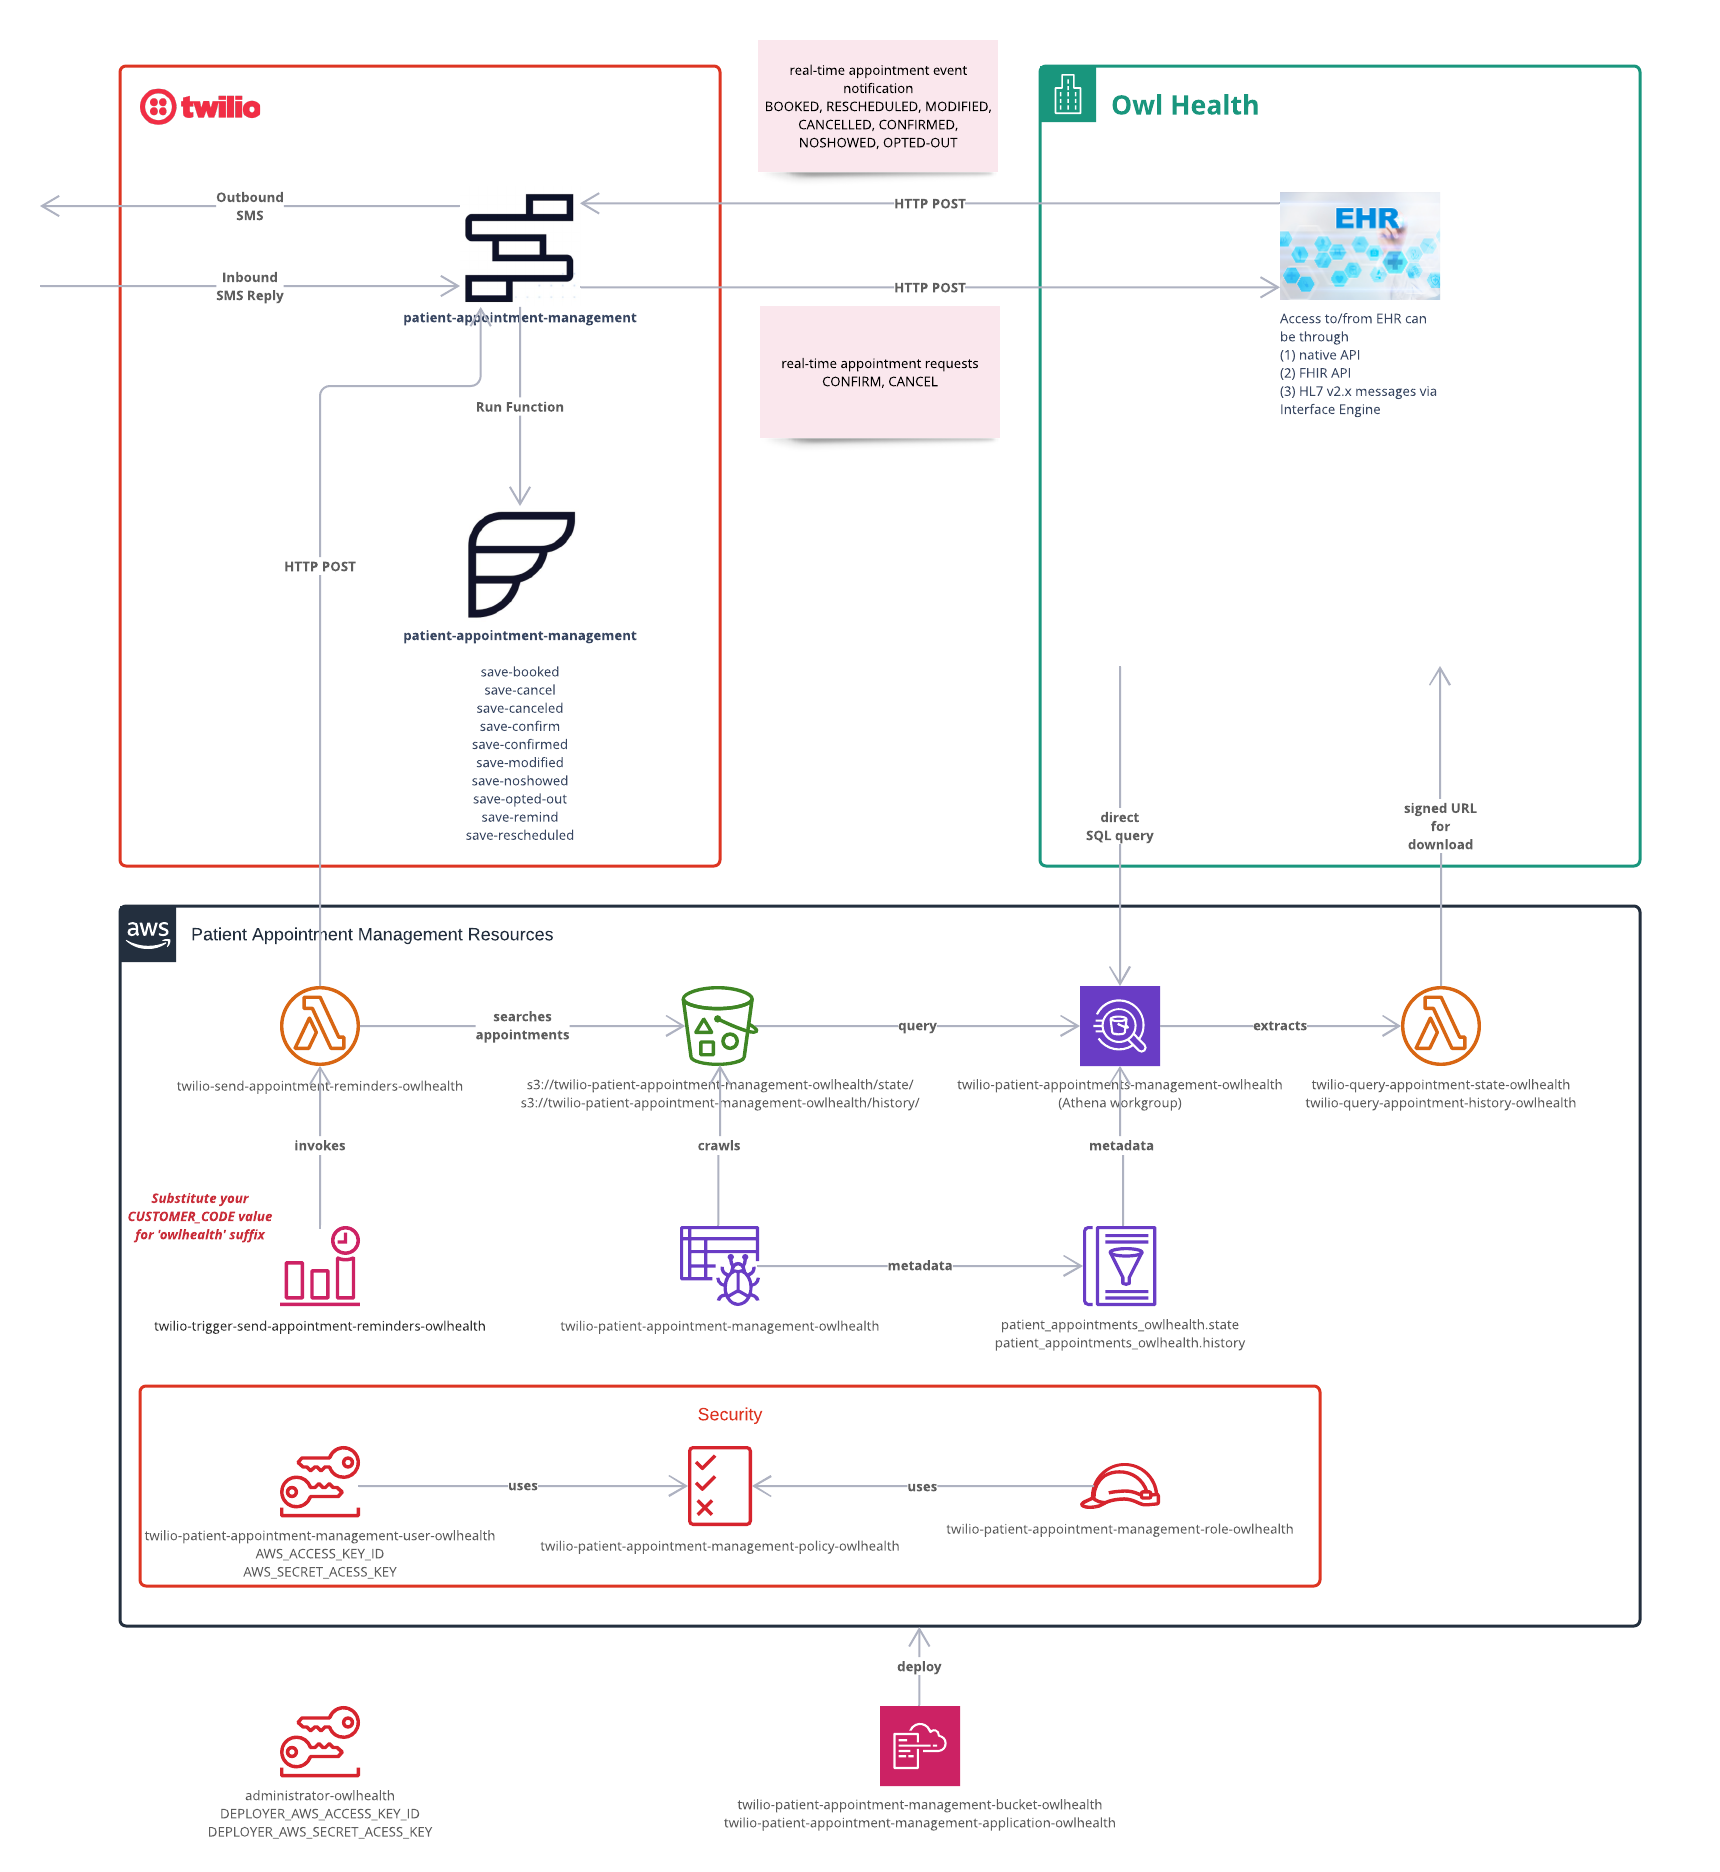 real-time appointment event
notification
BOOKED, RESCHEDULED, MODIFIED,
CANCELLED, CONFIRMED,
NOSHOWED, OPTED-OUT
twilio
Owl Health
Outbound
SMS
HTTP POST
EHR
Inbound
SMS Reply
HTTP POST
patient-appointment-management
Access to/from EHR can
be through
(1) native API
(2) FHIR API
(3) HL7 v2.x messages via
Interface Engine
real-time appointment requests
CONFIRM, CANCEL
Run Function
HTTP POST
patient-appointment-management
save-booked
save-cancel
save-canceled
save-confirm
save-confirmed
save-modified
save-noshowed
save-opted-out
save-remind
save-rescheduled
direct
SQL query
signed URL
for
download
aws
Patient Appointment Management Resources
searches
appointments
query
extracts
twilio-send-appointment-reminders-owlhealth
s3://twilio-patient-appointment-management-owlhealth/state/
s3://twilio-patient-appointment-management-owlhealth/history/
twilio-patient-appointments-management-owlhealth
(Athena workgroup)
twilio-query-appointment-state-owlhealth
twilio-query-appointment-history-owlhealth
invokes
crawls
metadata
Substitute your
CUSTOMER_CODE value
for 'owlhealth' suffix
metadata
twilio-trigger-send-appointment-reminders-owlhealth
twilio-patient-appointment-management-owlhealth
patient_appointments_owlhealth.state
patient_appointments_owlhealth.history
Security
uses
uses
twilio-patient-appointment-management-user-owlhealth
AWS_ACCESS_KEY_ID
AWS_SECRET_ACESS_KEY
twilio-patient-appointment-management-policy-owlhealth
twilio-patient-appointment-management-role-owlhealth
deploy
administrator-owlhealth
DEPLOYER_AWS_ACCESS_KEY_ID
DEPLOYER_AWS_SECRET_ACESS_KEY
twilio-patient-appointment-management-bucket-owlhealth
twilio-patient-appointment-management-application-owlhealth